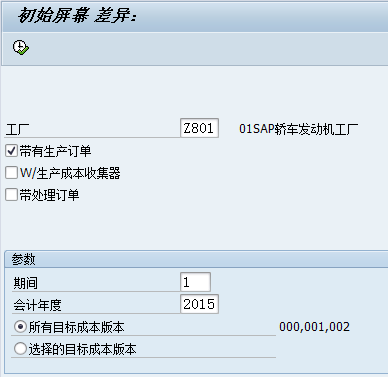 初始屏幕 差异:
工厂 Z801 01SAP轿车发动机工厂
带有生产订单
W/生产成本收集器
带处理订单
参数
期间 1
会计年度 2015
所有目标成本版本 000,001,002
选择的目标成本版本